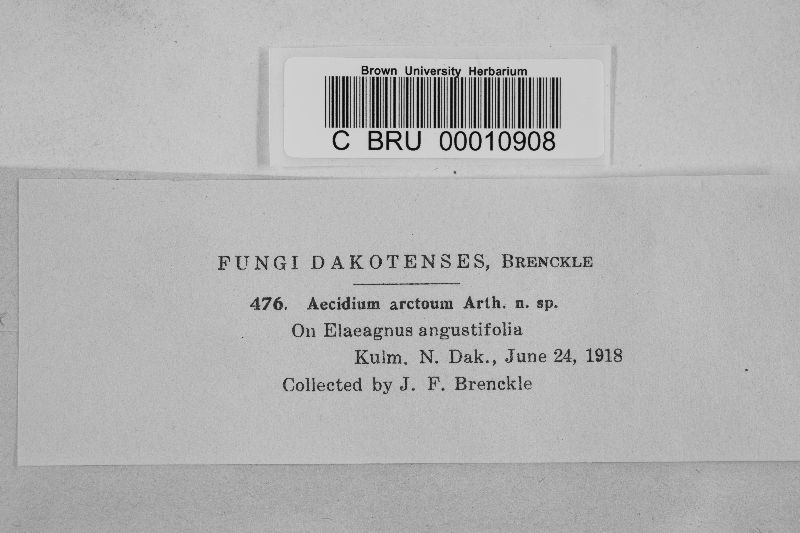 Brown University Herbarium
C BRU 00010908
FUNGI DAKOTENSES, BRENCKLE
476. Aecidium arctoum Arth. n. sp.
On Elaeagnus angustifolia
Kulm, N. Dak., June 24, 1918
Collected by J. F. Brenckle